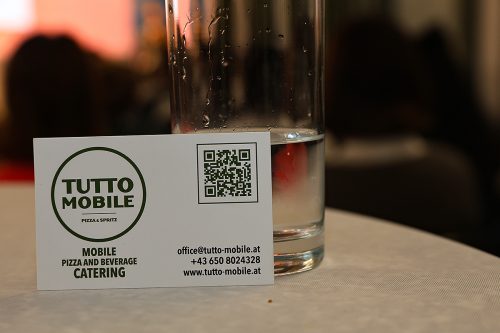 TUTTO
MOBILE
PIZZA & SPRITZ
MOBILE
PIZZA AND BEVERAGE
CATERING
office@tutto-mobile.at
+43 650 8024328
www.tutto-mobile.at